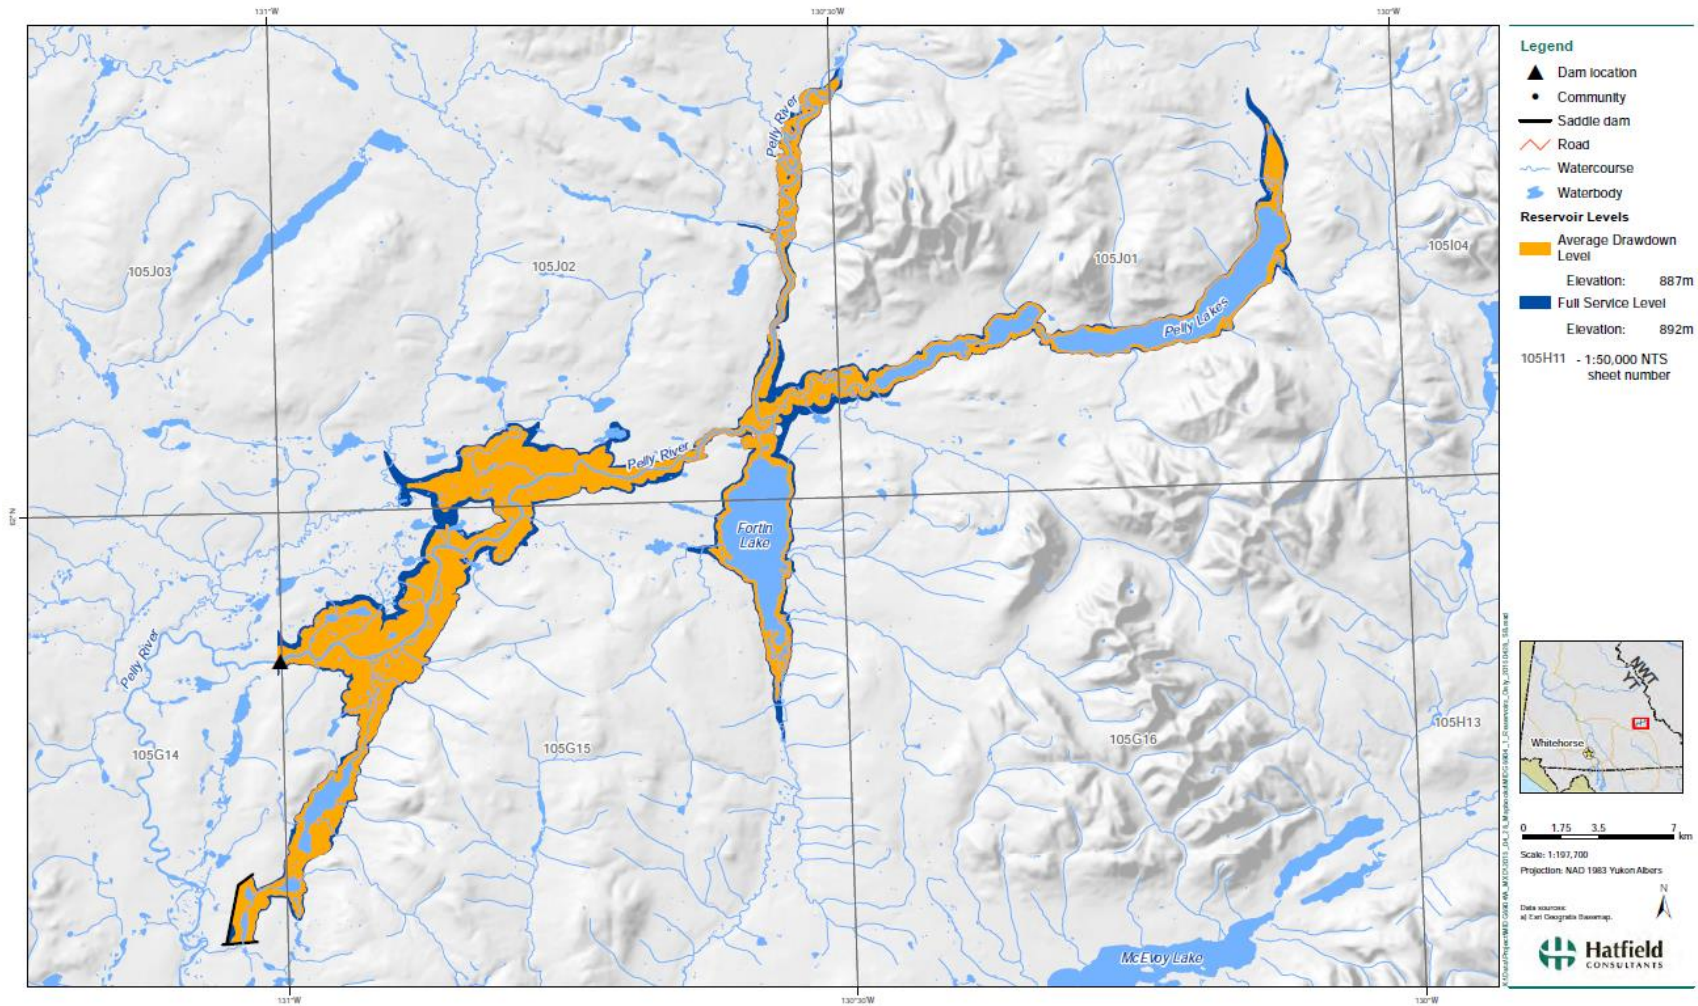 131°W
130°30'W
130°W
Pelly River
105J03
105J02
105J01
105I04
Pelly Lakes
Pelly River
62°N
Fortin
Lake
Pelly River
105G14
105G15
105G16
105H13
McEvoy Lake
131°W
130°30'W
130°W
Legend
Dam location
Community
Saddle dam
Road
Watercourse
Waterbody
Reservoir Levels
Average Drawdown
Level
Elevation: 887m
Full Service Level
Elevation: 892m
105H11 - 1:50,000 NTS
sheet number
NWT
YT
Whitehorse
0 1.75 3.5 7
km
Scale: 1:197,700
Projection: NAD 1983 Yukon Albers
N
Data sources:
a) Esri Geogratis Basemap.
Hatfield
CONSULTANTS